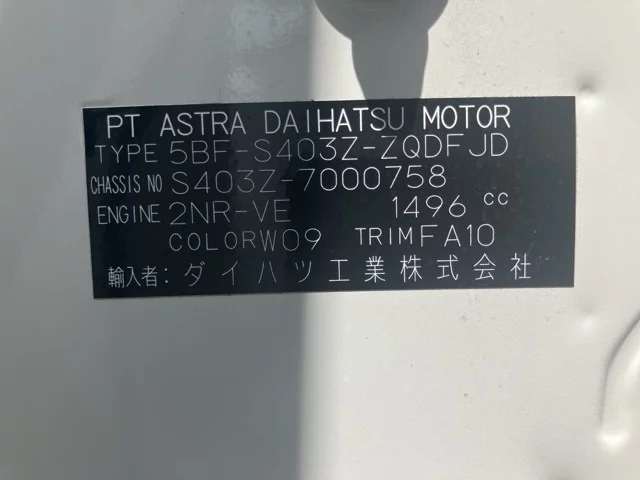 PT ASTRA DAIHATSU MOTOR
TYPE 5BF-S403Z-ZQDFJD
CHASSIS NO S403Z-7000758
ENGINE 2NR-VE 1496 cc
COLOR W09 TRIM FA10
輸入者: ダイハツ工業株式会社